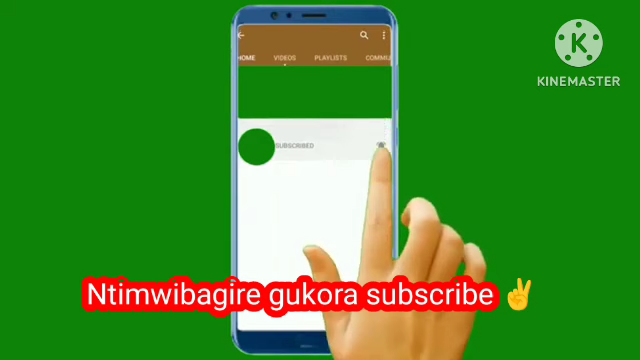 HOME VIDEOS PLAYLISTS COMMU
KINEMASTER
SUBSCRIBED
Ntimwibagire gukora subscribe ✌